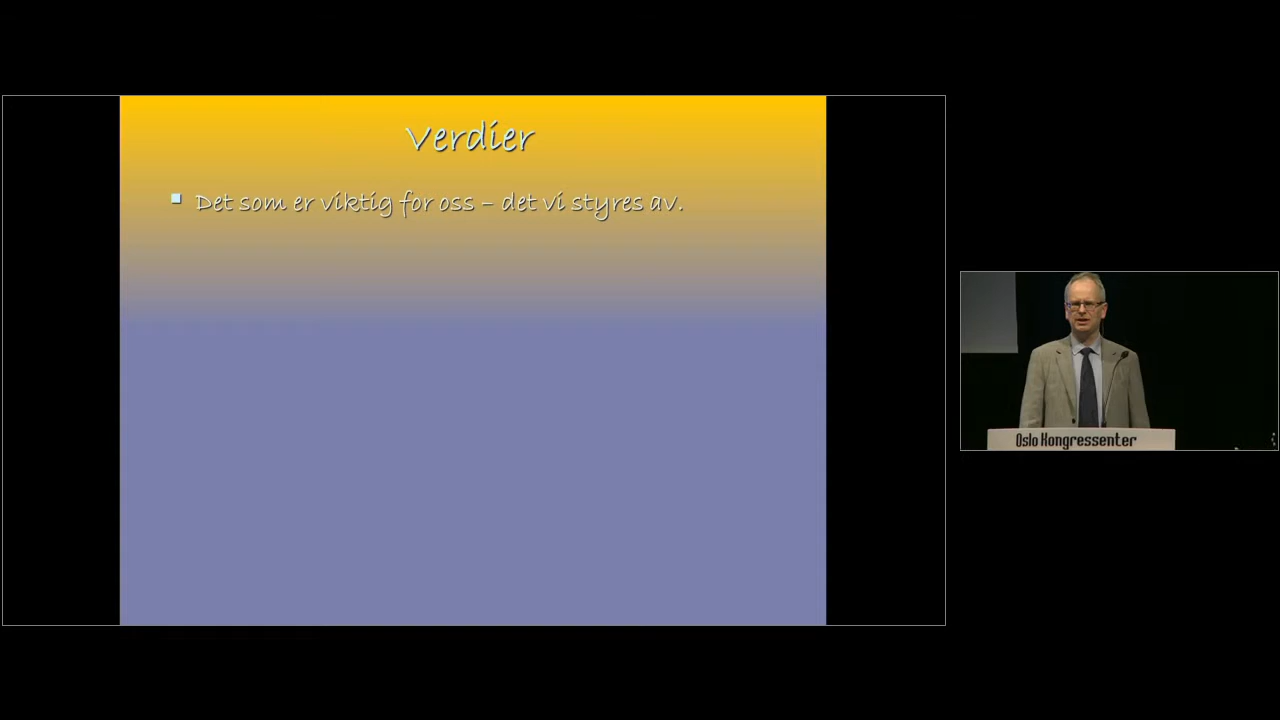 Verdier
Det som er viktig for oss – det vi styres av.
Oslo Kongressenter